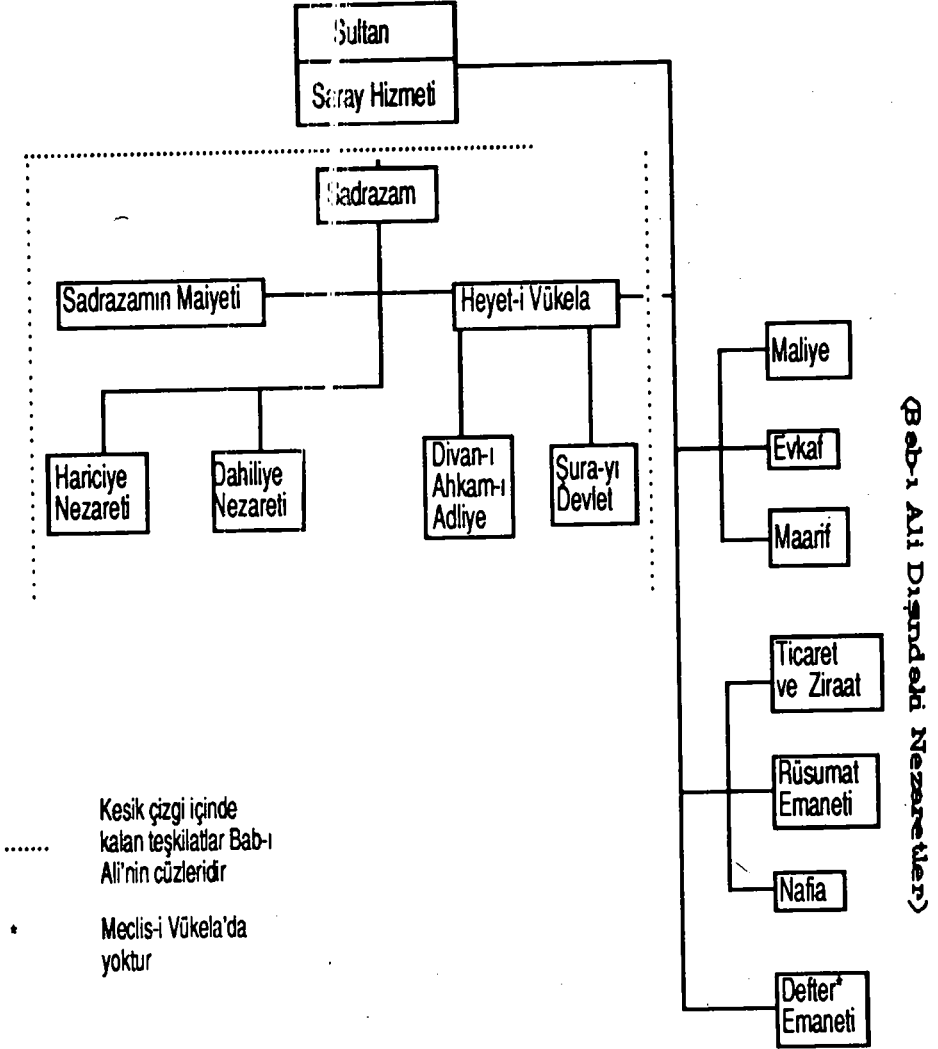 Sultan
Saray Hizmeti
Sadrazam
Sadrazamın Maiyeti
Heyet-i Vükela
Hariciye
Nezareti
Dahiliye
Nezareti
Divan-ı
Ahkam-ı
Adliye
Şura-yı
Devlet
Maliye
Evkaf
Maarif
Ticaret
ve Ziraat
Rüsumat
Emaneti
Nafia
Defter*
Emaneti
(Bab-ı Ali Dışındaki Nezaretler)
....... Kesik çizgi içinde
kalan teşkilatlar Bab-ı
Ali'nin cüzleridir
* Meclis-i Vükela'da
yoktur